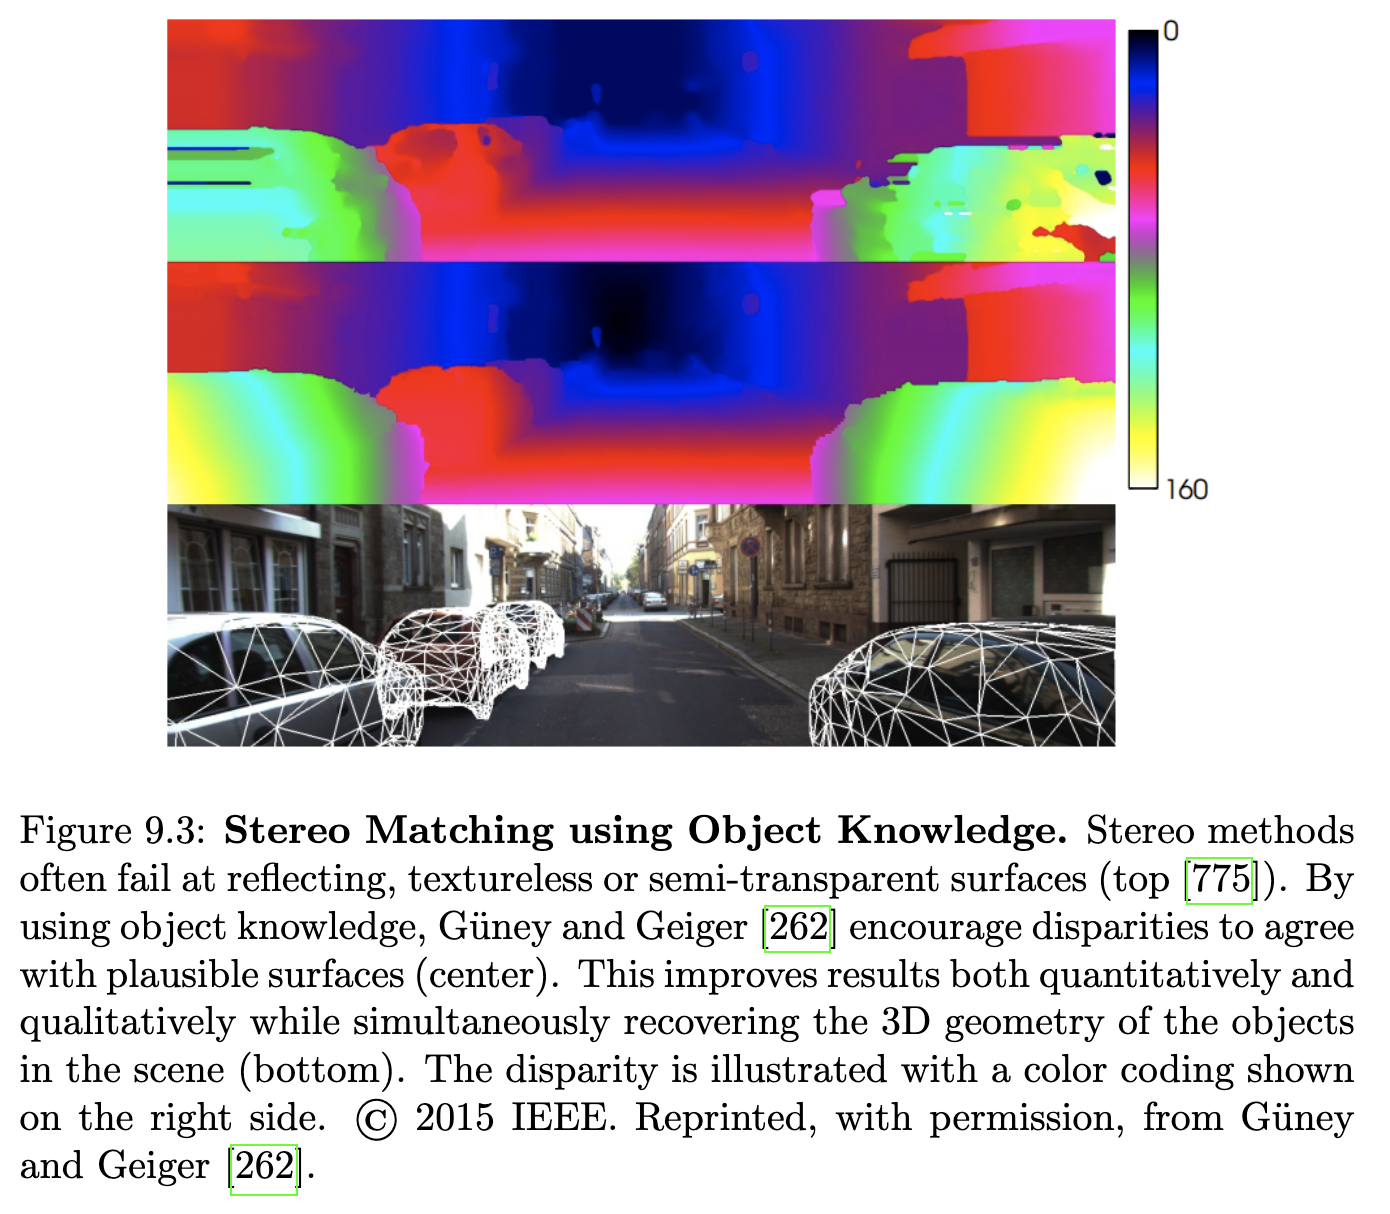 0
160
Figure 9.3: Stereo Matching using Object Knowledge. Stereo methods
often fail at reflecting, textureless or semi-transparent surfaces (top [775]). By
using object knowledge, Güney and Geiger [262] encourage disparities to agree
with plausible surfaces (center). This improves results both quantitatively and
qualitatively while simultaneously recovering the 3D geometry of the objects
in the scene (bottom). The disparity is illustrated with a color coding shown
on the right side. © 2015 IEEE. Reprinted, with permission, from Güney
and Geiger [262].